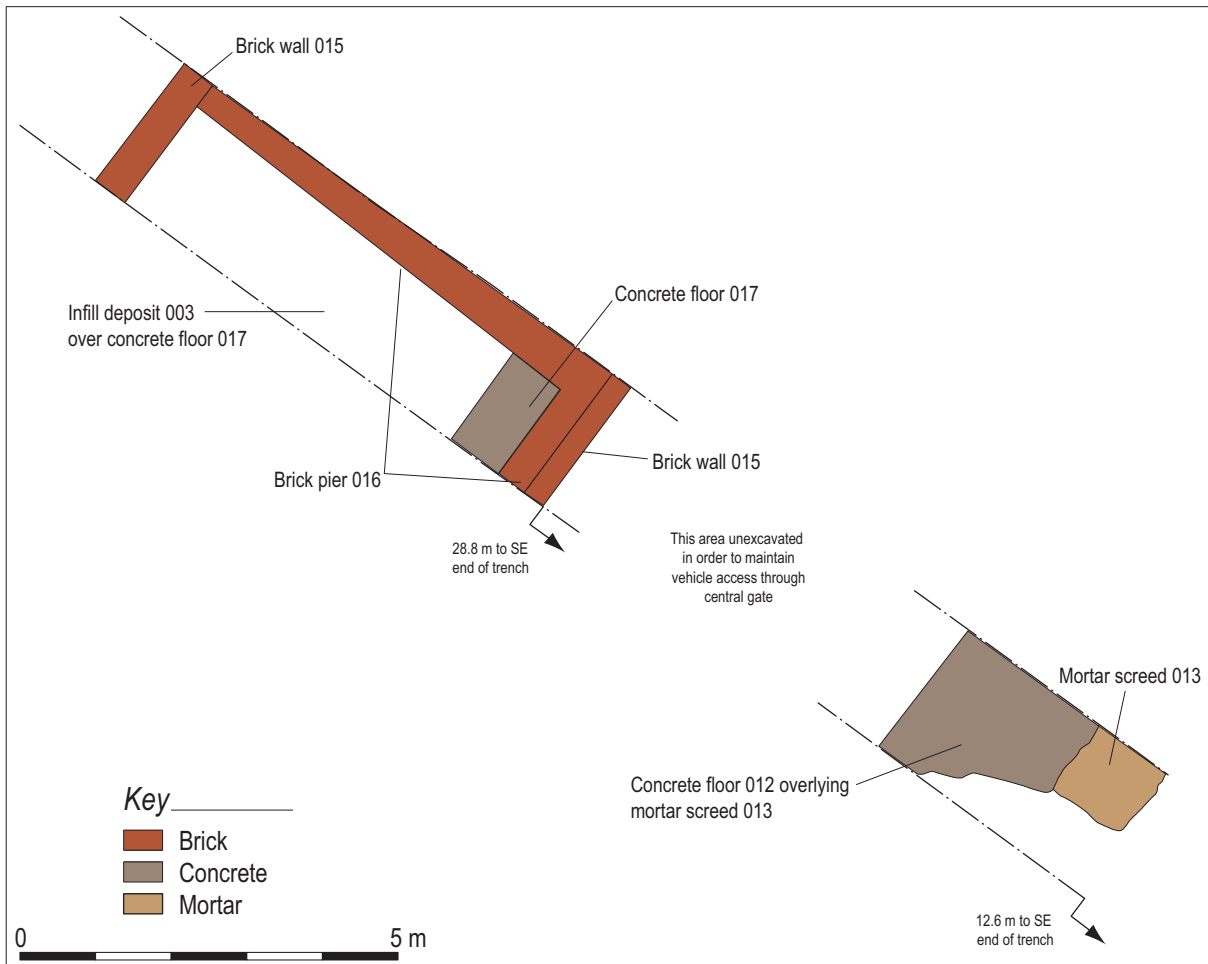 Brick wall 015
Infill deposit 003
over concrete floor 017
Concrete floor 017
Brick pier 016
Brick wall 015
28.8 m to SE
end of trench
This area unexcavated
in order to maintain
vehicle access through
central gate
Mortar screed 013
Concrete floor 012 overlying
mortar screed 013
12.6 m to SE
end of trench
Key
Brick
Concrete
Mortar
0 5 m